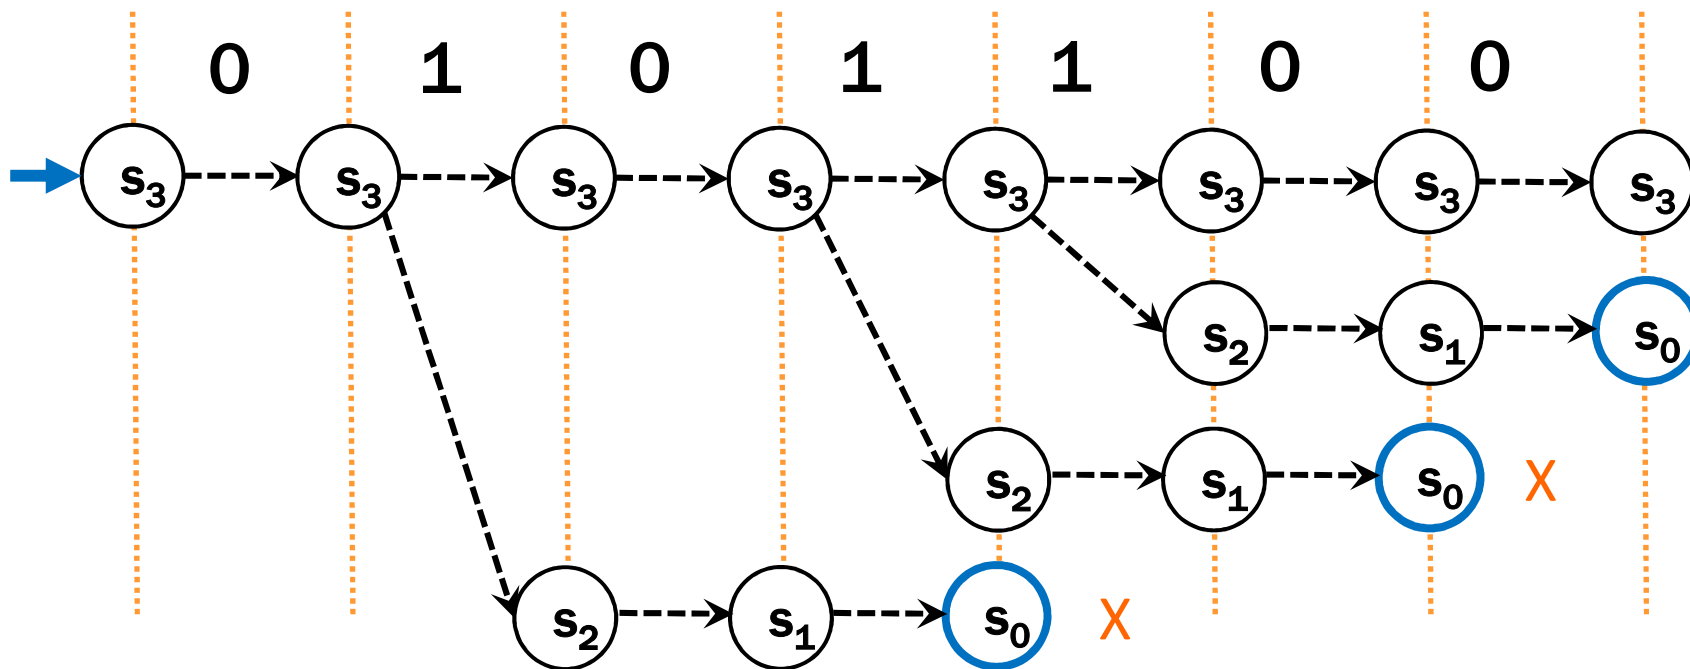 0 1 0 1 1 0 0
s₃ s₃ s₃ s₃ s₃ s₃ s₃ s₃
s₂ s₁ s₀
s₂ s₁ s₀ X
s₂ s₁ s₀ X